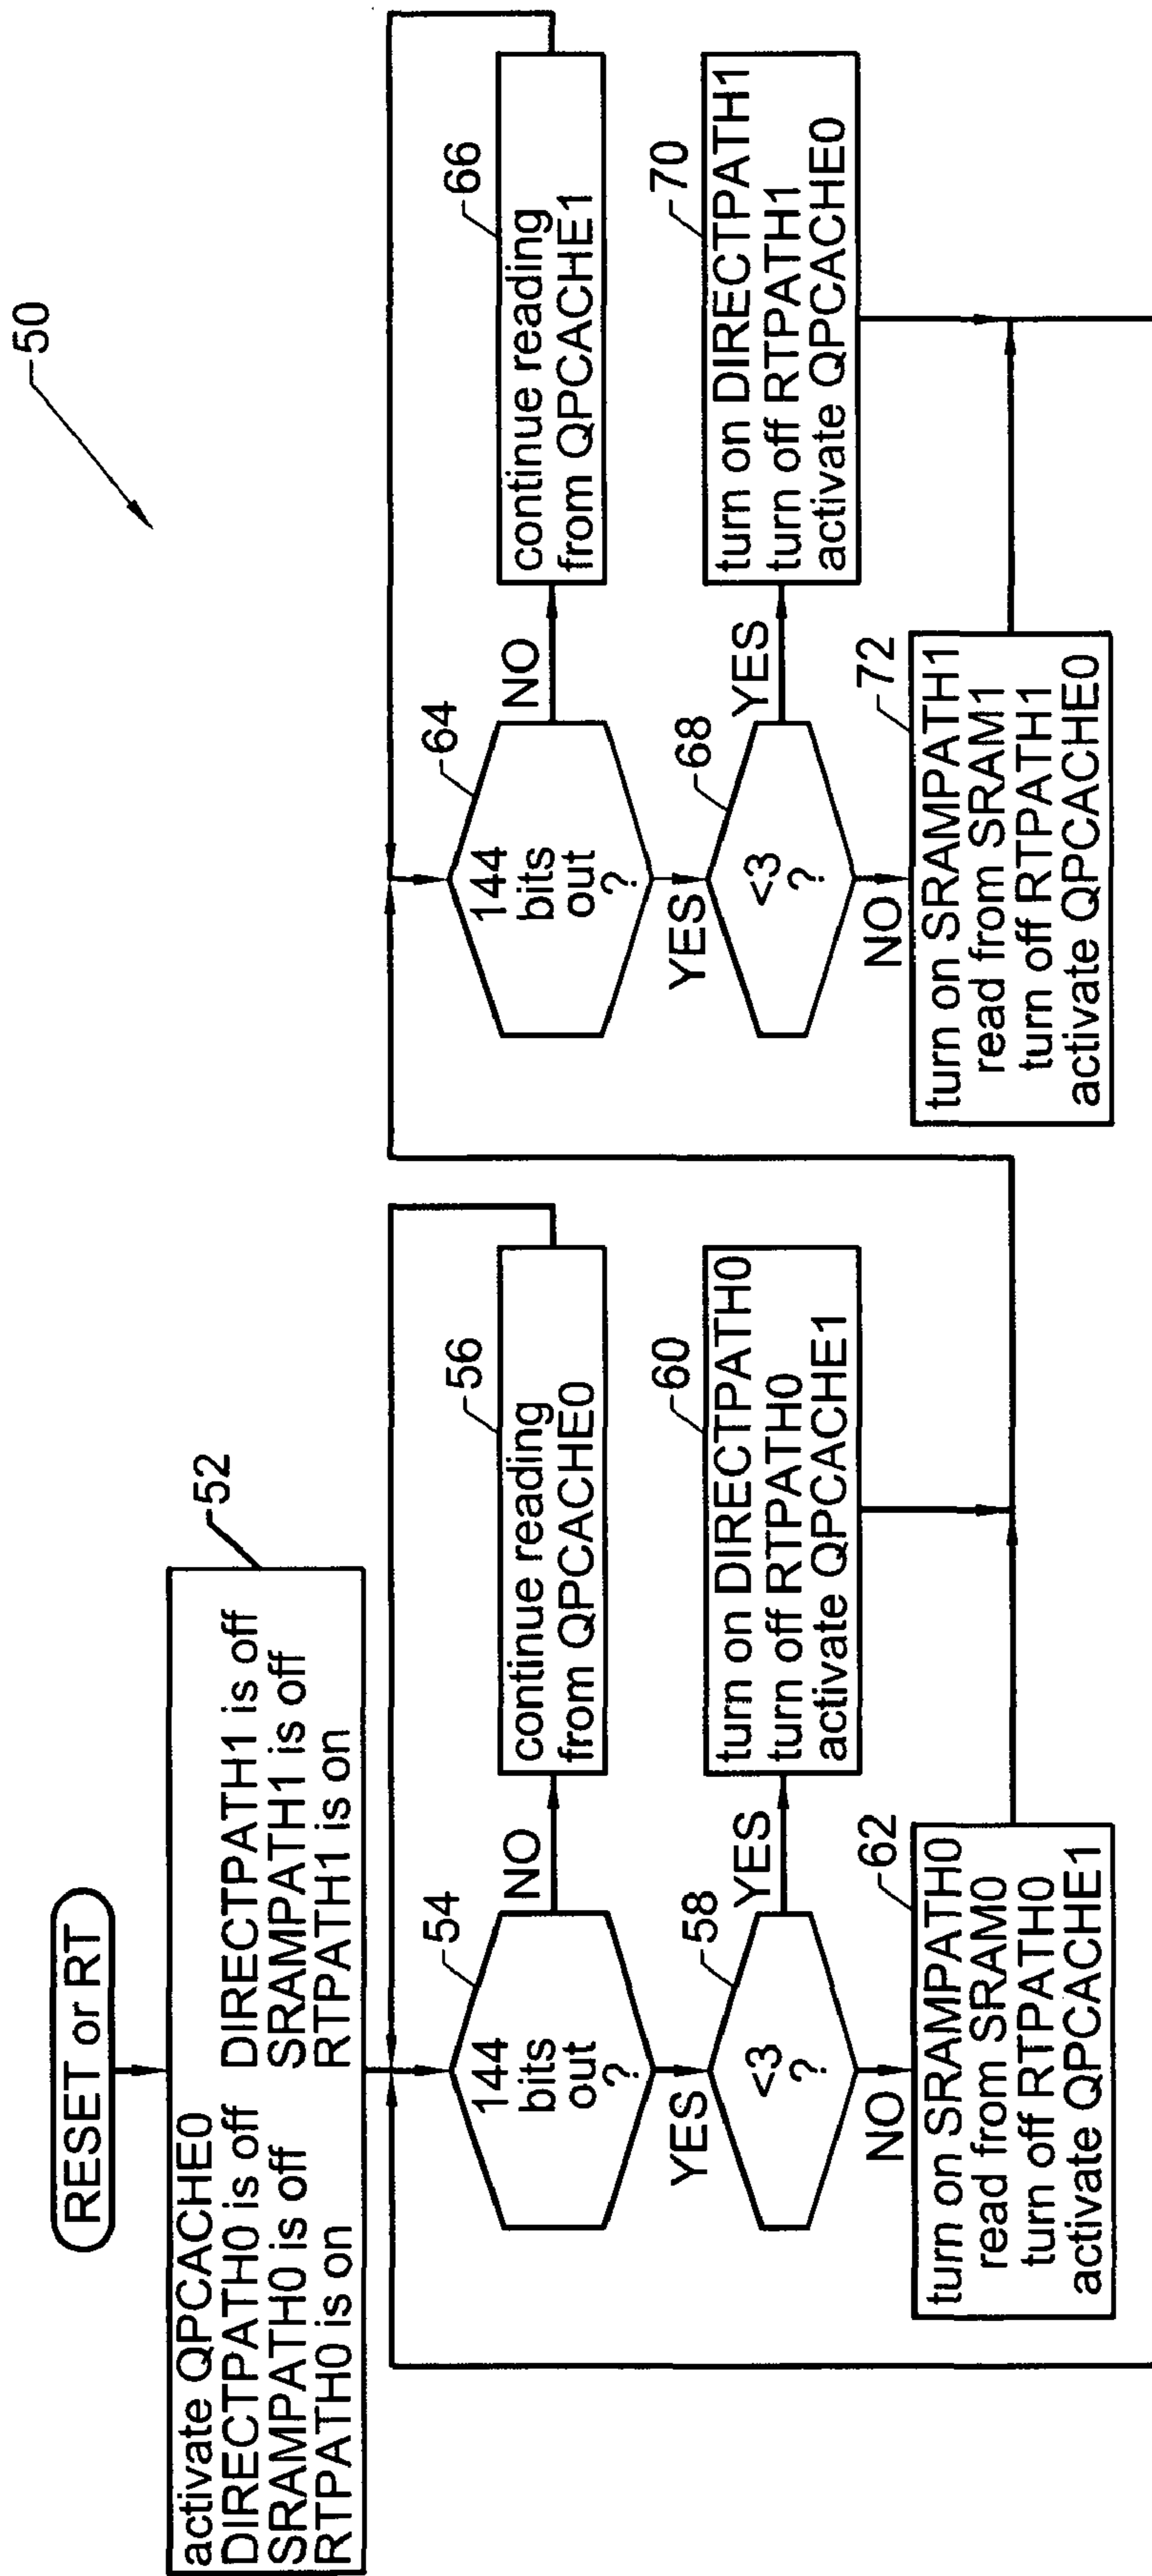 50
RESET or RT
52
activate QPCACHE0
DIRECTPATH0 is off DIRECTPATH1 is off
SRAMPATH0 is off SRAMPATH1 is off
RTPATH0 is on RTPATH1 is on
54
144
bits
out
?
NO
56
continue reading
from QPCACHE0
YES
58
<3
?
YES
60
turn on DIRECTPATH0
turn off RTPATH0
activate QPCACHE1
NO
62
turn on SRAMPATH0
read from SRAM0
turn off RTPATH0
activate QPCACHE1
64
144
bits
out
?
NO
66
continue reading
from QPCACHE1
YES
68
<3
?
YES
70
turn on DIRECTPATH1
turn off RTPATH1
activate QPCACHE0
NO
72
turn on SRAMPATH1
read from SRAM1
turn off RTPATH1
activate QPCACHE0